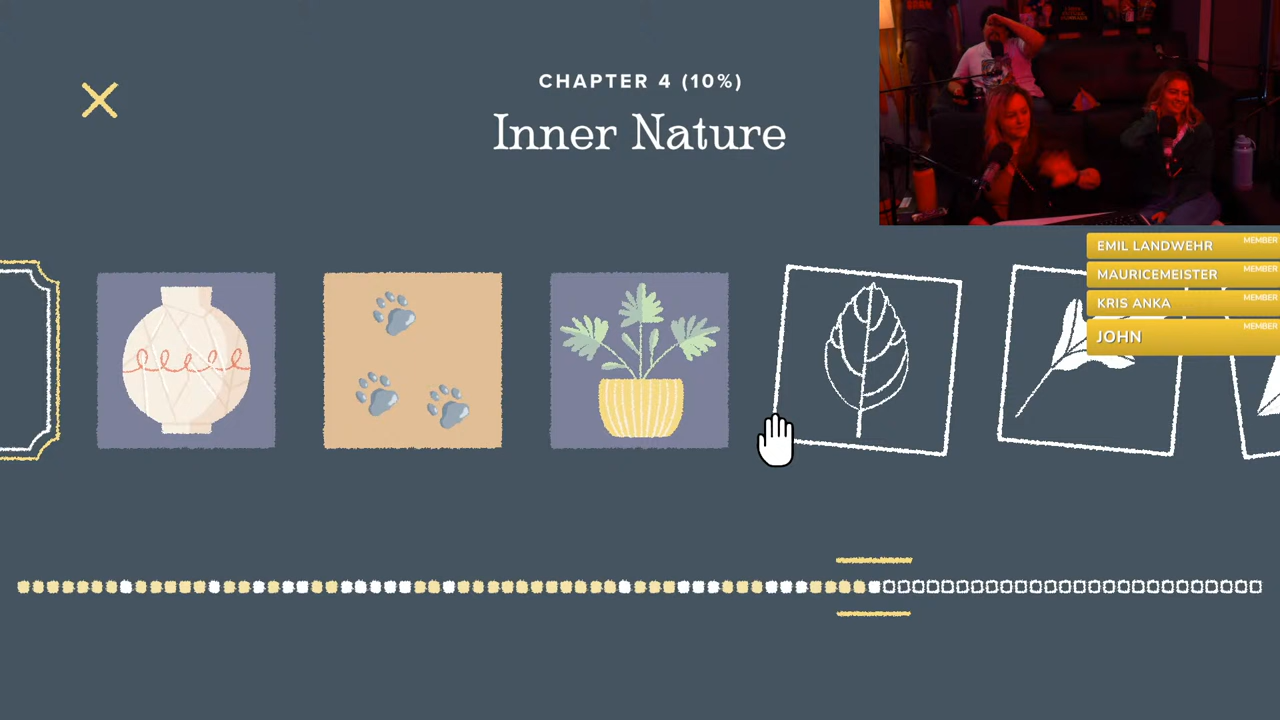 CHAPTER 4 (10%)
Inner Nature
EMIL LANDWEHR MEMBER
MAURICEMEISTER MEMBER
KRIS ANKA MEMBER
JOHN MEMBER